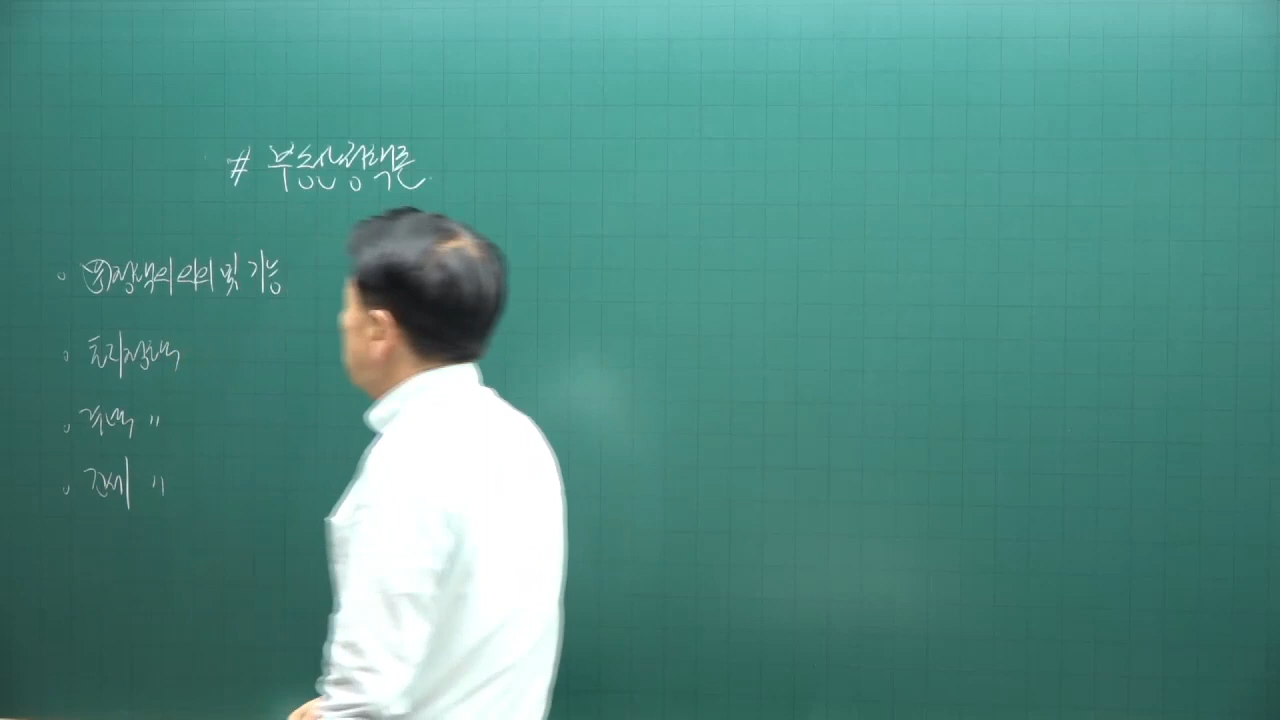 # 부동산정책론
◦ ㉾정책의 의의 및 기능
◦ 토지정책
◦ 주택 〃
◦ 조세 〃